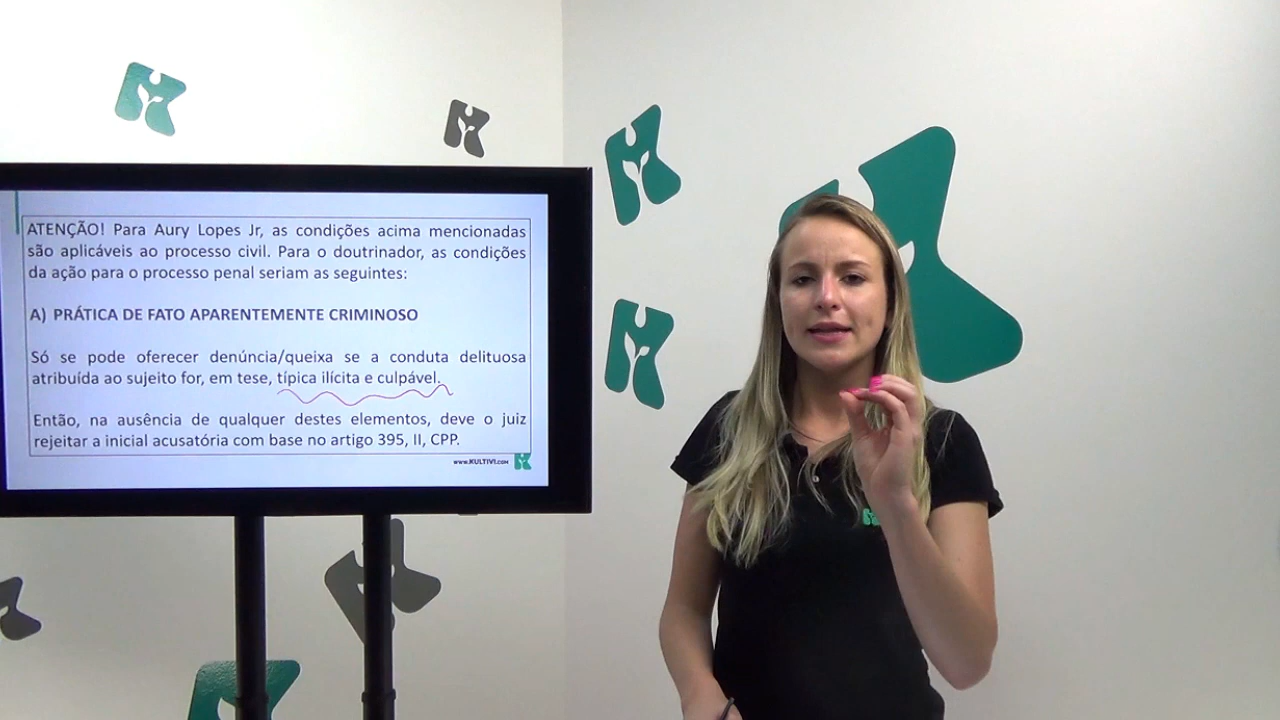 ATENÇÃO! Para Aury Lopes Jr, as condições acima mencionadas
são aplicáveis ao processo civil. Para o doutrinador, as condições
da ação para o processo penal seriam as seguintes:
A) PRÁTICA DE FATO APARENTEMENTE CRIMINOSO
Só se pode oferecer denúncia/queixa se a conduta delituosa
atribuída ao sujeito for, em tese, típica ilícita e culpável.
Então, na ausência de qualquer destes elementos, deve o juiz
rejeitar a inicial acusatória com base no artigo 395, II, CPP.
www.KULTIVI.com